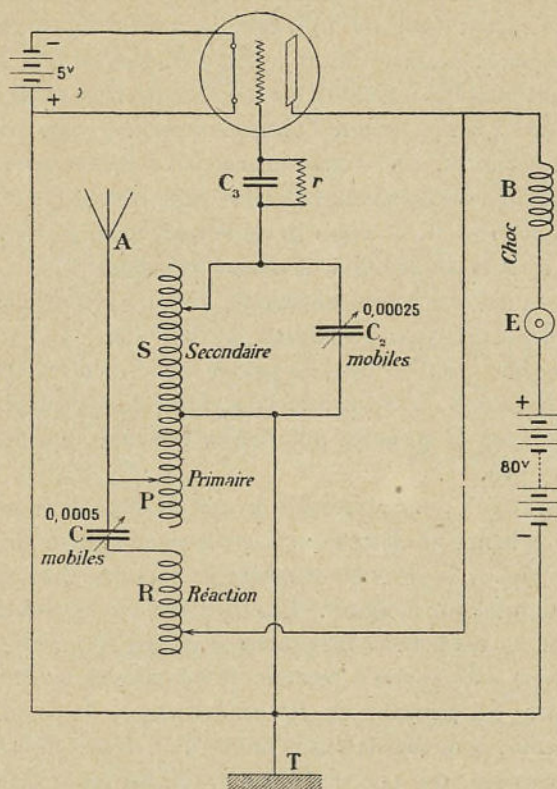 -
5v
+
C3
r
A
B
Choc
0,00025
S
Secondaire
C2
mobiles
E
+
P
Primaire
80v
0,0005
C
mobiles
-
R
Réaction
T